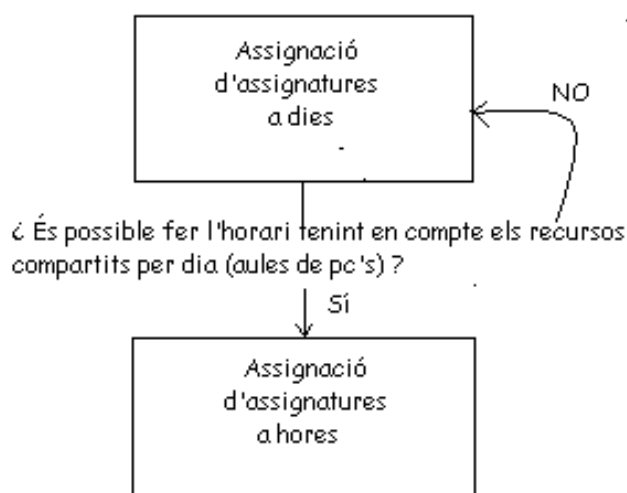 Assignació
d'assignatures
a dies
NO
¿ És possible fer l'horari tenint en compte els recursos
compartits per dia (aules de pc's) ?
Sí
Assignació
d'assignatures
a hores